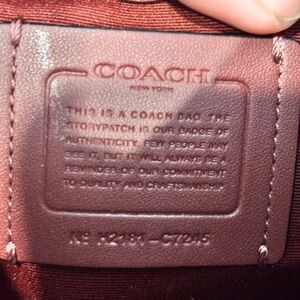 COACH
NEW YORK
THIS IS A COACH BAG. THE
STORYPATCH IS OUR BADGE OF
AUTHENTICITY. FEW PEOPLE MAY
SEE IT, BUT IT WILL ALWAYS BE A
REMINDER OF OUR COMMITMENT
TO QUALITY AND CRAFTSMANSHIP.
Nº H2181-C7245